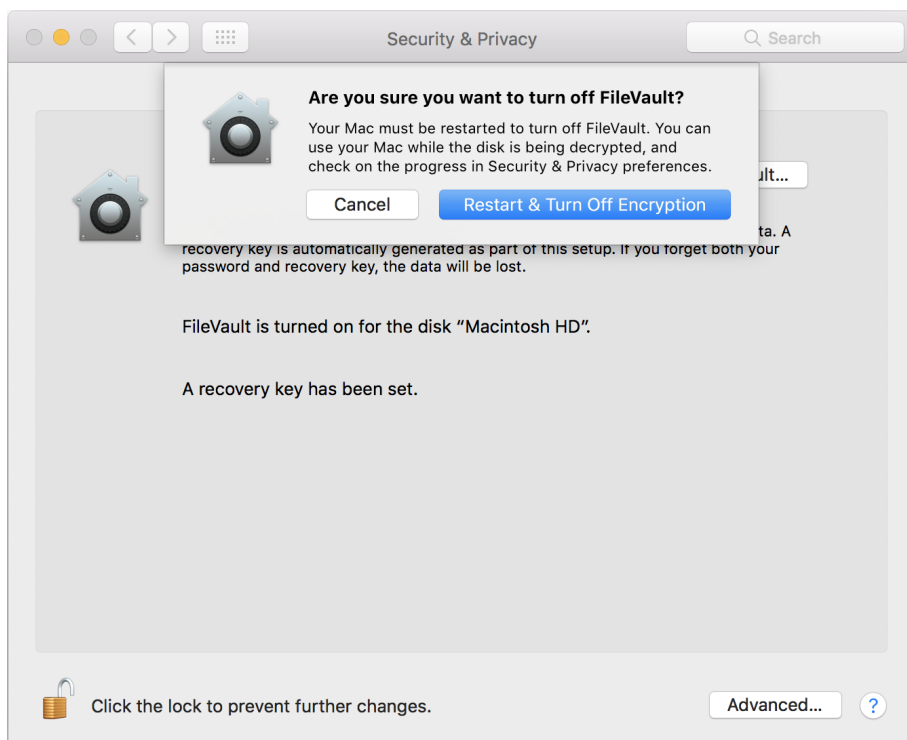 Security & Privacy
Search
Are you sure you want to turn off FileVault?
Your Mac must be restarted to turn off FileVault. You can
use your Mac while the disk is being decrypted, and
check on the progress in Security & Privacy preferences.
Cancel
Restart & Turn Off Encryption
ult...
ta. A
recovery key is automatically generated as part of this setup. If you forget both your
password and recovery key, the data will be lost.
FileVault is turned on for the disk “Macintosh HD”.
A recovery key has been set.
Click the lock to prevent further changes.
Advanced...
?